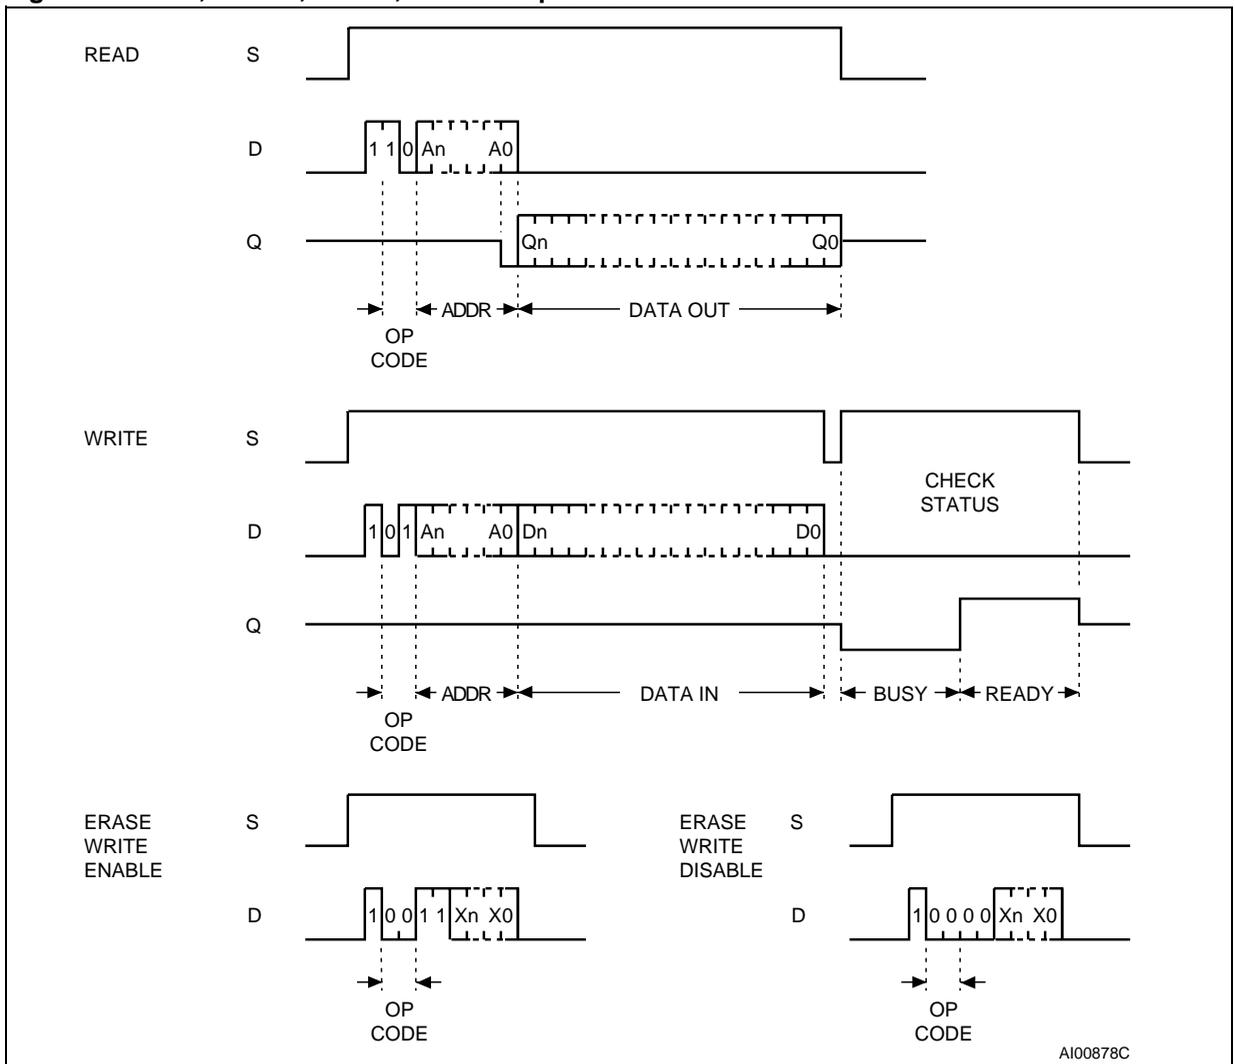 READ S
D 1 1 0 An A0
Q Qn Q0
ADDR DATA OUT
OP
CODE
WRITE S
CHECK
STATUS
D 1 0 1 An A0 Dn D0
Q
ADDR DATA IN BUSY READY
OP
CODE
ERASE S
WRITE
ENABLE
D 1 0 0 1 1 Xn X0
OP
CODE
ERASE S
WRITE
DISABLE
D 1 0 0 0 0 Xn X0
OP
CODE
AI00878C